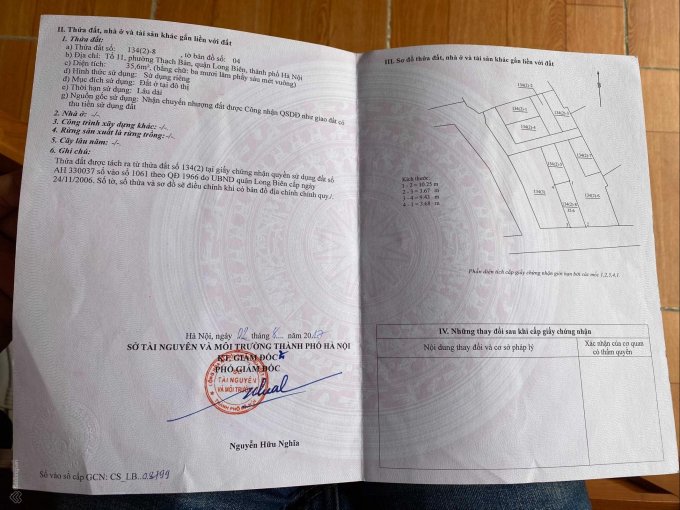 II. Thửa đất, nhà ở và tài sản khác gắn liền với đất
1. Thửa đất:
a) Thửa đất số: 134(2)-8 , tờ bản đồ số: 04
b) Địa chỉ: Tổ 11, phường Thạch Bàn, quận Long Biên, thành phố Hà Nội
c) Diện tích: 35,6m², (bằng chữ: ba mươi lăm phẩy sáu mét vuông)
d) Hình thức sử dụng: Sử dụng riêng
đ) Mục đích sử dụng: Đất ở tại đô thị
e) Thời hạn sử dụng: Lâu dài
g) Nguồn gốc sử dụng: Nhận chuyển nhượng đất được Công nhận QSDĐ như giao đất có
thu tiền sử dụng đất
2. Nhà ở: -/-
3. Công trình xây dựng khác: -/-
4. Rừng sản xuất là rừng trồng: -/-
5. Cây lâu năm: -/-
6. Ghi chú:
Thửa đất được tách ra từ thửa đất số 134(2) tại giấy chứng nhận quyền sử dụng đất số
AH 330037 số vào sổ 1061 theo QĐ 1966 do UBND quận Long Biên cấp ngày
24/11/2006. Số tờ, số thửa và sơ đồ sẽ điều chỉnh khi có bản đồ địa chính chính quy./.
Hà Nội, ngày 02 tháng 6 năm 2017
SỞ TÀI NGUYÊN VÀ MÔI TRƯỜNG THÀNH PHỐ HÀ NỘI
KT. GIÁM ĐỐC
PHÓ GIÁM ĐỐC
SỞ
TÀI NGUYÊN
VÀ MÔI TRƯỜNG
THÀNH PHỐ HÀ NỘI
Nguyễn Hữu Nghĩa
Số vào sổ cấp GCN: CS_LB..08199
III. Sơ đồ thửa đất, nhà ở và tài sản khác gắn liền với đất
B
134(2)-2
134(2)-4
134(2)-3
134(2)-5
134(2)
134(2)-7
134(2)-8
35.6
134(2)-6
Kích thước:
1 - 2 = 10.25 m
2 - 3 = 3.67 m
3 - 4 = 9.43 m
4 - 1 = 3.68 m
Phần diện tích cấp giấy chứng nhận giới hạn bởi các mốc 1,2,3,4,1.
IV. Những thay đổi sau khi cấp giấy chứng nhận
Nội dung thay đổi và cơ sở pháp lý
Xác nhận của cơ quan
có thẩm quyền
Batdongsan